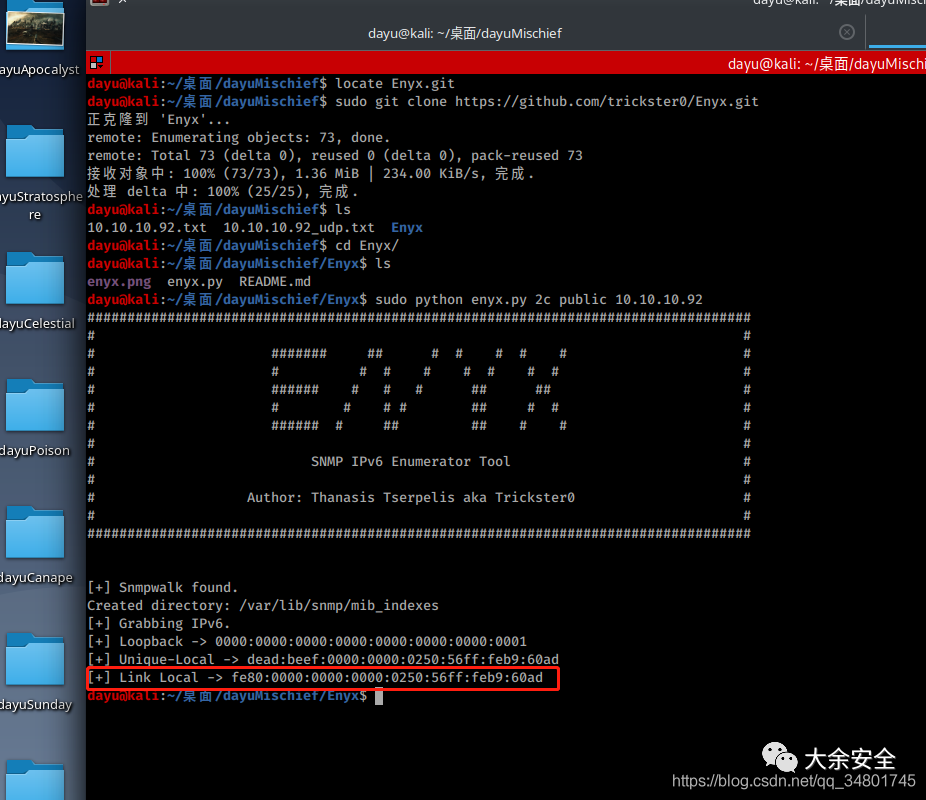 dayu@kali: ~/桌面/dayuMischief
dayu@kali: ~/桌面/dayuMischi
dayu@kali:~/桌面/dayuMischief$ locate Enyx.git
dayu@kali:~/桌面/dayuMischief$ sudo git clone https://github.com/trickster0/Enyx.git
正克隆到 'Enyx'...
remote: Enumerating objects: 73, done.
remote: Total 73 (delta 0), reused 0 (delta 0), pack-reused 73
接收对象中: 100% (73/73), 1.36 MiB | 234.00 KiB/s, 完成.
处理 delta 中: 100% (25/25), 完成.
dayu@kali:~/桌面/dayuMischief$ ls
10.10.10.92.txt  10.10.10.92_udp.txt  Enyx
dayu@kali:~/桌面/dayuMischief$ cd Enyx/
dayu@kali:~/桌面/dayuMischief/Enyx$ ls
enyx.png  enyx.py  README.md
dayu@kali:~/桌面/dayuMischief/Enyx$ sudo python enyx.py 2c public 10.10.10.92
###################################################################################
#                                                                                 #
#                      #######     ##      #  #    #  #    #                      #
#                      #          #  #    #    #  #    #  #                       #
#                      ######    #   #   #      ##      ##                        #
#                      #        #    # #        ##     #  #                       #
#                      ######  #     ##         ##    #    #                      #
#                                                                                 #
#                           SNMP IPv6 Enumerator Tool                             #
#                                                                                 #
#                   Author: Thanasis Tserpelis aka Trickster0                     #
#                                                                                 #
###################################################################################
[+] Snmpwalk found.
Created directory: /var/lib/snmp/mib_indexes
[+] Grabbing IPv6.
[+] Loopback -> 0000:0000:0000:0000:0000:0000:0000:0001
[+] Unique-Local -> dead:beef:0000:0000:0250:56ff:feb9:60ad
[+] Link Local -> fe80:0000:0000:0000:0250:56ff:feb9:60ad
dayu@kali:~/桌面/dayuMischief/Enyx$
ayuApocalyst
ayuStratosphe
re
dayuCelestial
dayuPoison
dayuCanape
dayuSunday
大余安全
https://blog.csdn.net/qq_34801745